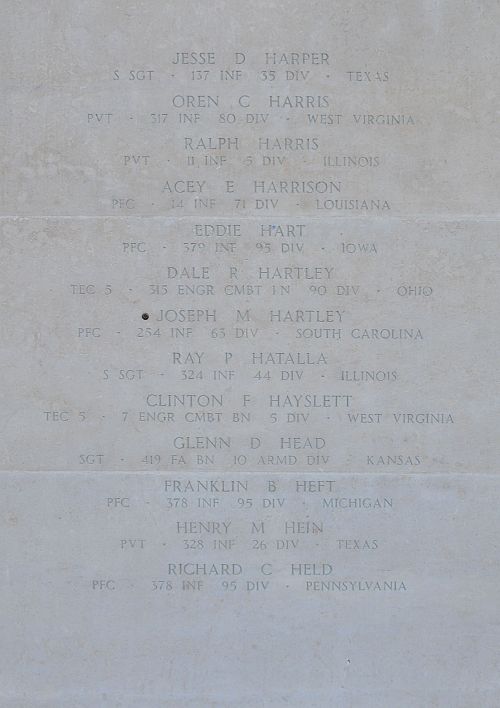 JESSE D HARPER
S SGT · 137 INF 35 DIV · TEXAS
OREN C HARRIS
PVT · 317 INF 80 DIV · WEST VIRGINIA
RALPH HARRIS
PVT · 11 INF 5 DIV · ILLINOIS
ACEY E HARRISON
PFC · 14 INF 71 DIV · LOUISIANA
EDDIE HART
PFC · 379 INF 95 DIV · IOWA
DALE R HARTLEY
TEC 5 · 315 ENGR CMBT BN 90 DIV · OHIO
JOSEPH M HARTLEY
PFC · 254 INF 63 DIV · SOUTH CAROLINA
RAY P HATALLA
S SGT · 324 INF 44 DIV · ILLINOIS
CLINTON F HAYSLETT
TEC 5 · 7 ENGR CMBT BN 5 DIV · WEST VIRGINIA
GLENN D HEAD
SGT · 419 FA BN 10 ARMD DIV · KANSAS
FRANKLIN B HEFT
PFC · 378 INF 95 DIV · MICHIGAN
HENRY M HEIN
PVT · 328 INF 26 DIV · TEXAS
RICHARD C HELD
PFC · 378 INF 95 DIV · PENNSYLVANIA